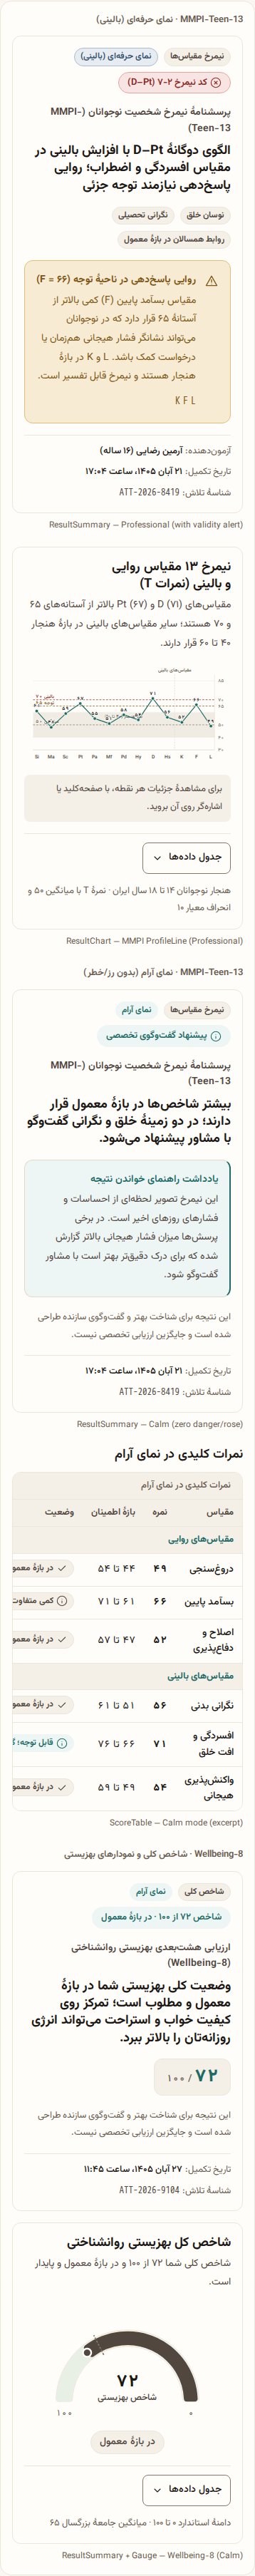 MMPI-Teen-13 · نمای حرفه‌ای (بالینی)
نیمرخ مقیاس‌ها
نمای حرفه‌ای (بالینی)
کد نیمرخ ۲-۷ (D–Pt)
پرسشنامهٔ نیمرخ شخصیت نوجوانان (MMPI-
Teen-13)
الگوی دوگانهٔ D–Pt با افزایش بالینی در
مقیاس افسردگی و اضطراب؛ روایی
پاسخ‌دهی نیازمند توجه جزئی
نوسان خلق
نگرانی تحصیلی
روابط همسالان در بازهٔ معمول
روایی پاسخ‌دهی در ناحیهٔ توجه (F = ۶۶)
مقیاس بسآمد پایین (F) کمی بالاتر از
آستانهٔ ۶۵ قرار دارد که در نوجوانان
می‌تواند نشانگر فشار هیجانی هم‌زمان یا
درخواست کمک باشد. L و K در بازهٔ
هنجار هستند و نیمرخ قابل تفسیر است.
K F L
آزمون‌دهنده: آرمین رضایی (۱۶ ساله)
تاریخ تکمیل: ۲۱ آبان ۱۴۰۵، ساعت ۱۷:۰۴
شناسهٔ تلاش: ATT-2026-8419
ResultSummary — Professional (with validity alert)
نیمرخ ۱۳ مقیاس روایی
و بالینی (نمرات T)
مقیاس‌های D (۷۱) و Pt (۶۷) بالاتر از آستانه‌های ۶۵
و ۷۰ هستند؛ سایر مقیاس‌های بالینی در بازهٔ هنجار
۴۰ تا ۶۰ قرار دارند.
مقیاس‌های بالینی
Si Ma Sc Pt Pa Mf Pd Hy D Hs K F L
برای مشاهدهٔ جزئیات هر نقطه، با صفحه‌کلید یا
اشاره‌گر روی آن بروید.
جدول داده‌ها
هنجار نوجوانان ۱۴ تا ۱۸ سال ایران · نمرهٔ T با میانگین ۵۰ و
انحراف معیار ۱۰
ResultChart — MMPI ProfileLine (Professional)
MMPI-Teen-13 · نمای آرام (بدون رز/خطر)
نیمرخ مقیاس‌ها
نمای آرام
پیشنهاد گفت‌وگوی تخصصی
پرسشنامهٔ نیمرخ شخصیت نوجوانان (MMPI-
Teen-13)
بیشتر شاخص‌ها در بازهٔ معمول قرار
دارند؛ در دو زمینهٔ خلق و نگرانی گفت‌وگو
با مشاور پیشنهاد می‌شود.
یادداشت راهنمای خواندن نتیجه
این نیمرخ تصویر لحظه‌ای از احساسات و
فشارهای روزهای اخیر است. در برخی
پرسش‌ها میزان فشار هیجانی بالاتر گزارش
شده که برای درک دقیق‌تر بهتر است با مشاور
گفت‌وگو شود.
این نتیجه برای شناخت بهتر و گفت‌وگوی سازنده طراحی
شده است و جایگزین ارزیابی تخصصی نیست.
تاریخ تکمیل: ۲۱ آبان ۱۴۰۵، ساعت ۱۷:۰۴
شناسهٔ تلاش: ATT-2026-8419
ResultSummary — Calm (zero danger/rose)
نمرات کلیدی در نمای آرام
نمرات کلیدی در نمای آرام
مقیاس نمره بازهٔ اطمینان وضعیت
مقیاس‌های روایی
دروغ‌سنجی ۴۹ ۴۴ تا ۵۴ در بازهٔ معمو
بسآمد پایین ۶۶ ۶۱ تا ۷۱ کمی متفاوت
اصلاح و
دفاع‌پذیری ۵۲ ۴۷ تا ۵۷ در بازهٔ معمو
مقیاس‌های بالینی
نگرانی بدنی ۵۶ ۵۱ تا ۶۱ در بازهٔ معمو
افسردگی و
افت خلق ۷۱ ۶۶ تا ۷۶ قابل توجه؛ گ
واکنش‌پذیری
هیجانی ۵۴ ۴۹ تا ۵۹ در بازهٔ معمو
ScoreTable — Calm mode (excerpt)
Wellbeing-8 · شاخص کلی و نمودارهای بهزیستی
شاخص کلی
نمای آرام
شاخص ۷۲ از ۱۰۰ · در بازهٔ معمول
ارزیابی هشت‌بعدی بهزیستی روانشناختی
(Wellbeing-8)
وضعیت کلی بهزیستی شما در بازهٔ
معمول و مطلوب است؛ تمرکز روی
کیفیت خواب و استراحت می‌تواند انرژی
روزانه‌تان را بالاتر ببرد.
۷۲ / ۱۰۰
این نتیجه برای شناخت بهتر و گفت‌وگوی سازنده طراحی
شده است و جایگزین ارزیابی تخصصی نیست.
تاریخ تکمیل: ۲۷ آبان ۱۴۰۵، ساعت ۱۱:۴۵
شناسهٔ تلاش: ATT-2026-9104
شاخص کل بهزیستی روانشناختی
شاخص کلی شما ۷۲ از ۱۰۰ و در بازهٔ معمول و پایدار
است.
۷۲
شاخص بهزیستی
۱۰۰ ۰
در بازهٔ معمول
جدول داده‌ها
دامنهٔ استاندارد ۰ تا ۱۰۰ · میانگین جامعهٔ بزرگسال ۶۵
ResultSummary + Gauge — Wellbeing-8 (Calm)